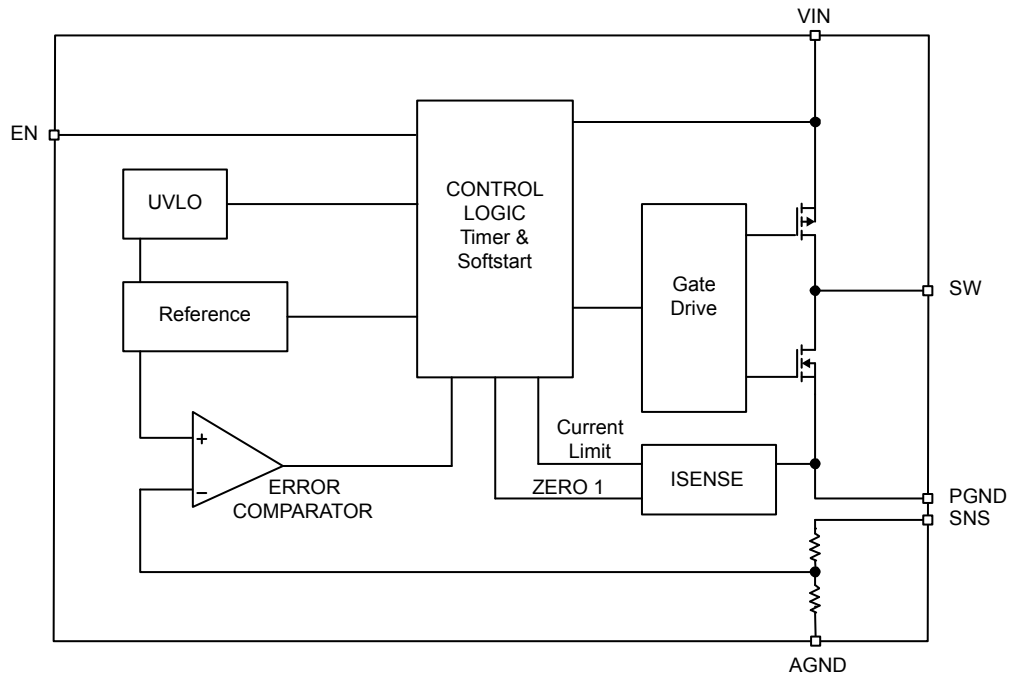 VIN
EN
UVLO
CONTROL
LOGIC
Timer &
Softstart
Gate
Drive
SW
Reference
Current
Limit
+
−
ERROR
COMPARATOR
ZERO 1
ISENSE
PGND
SNS
AGND